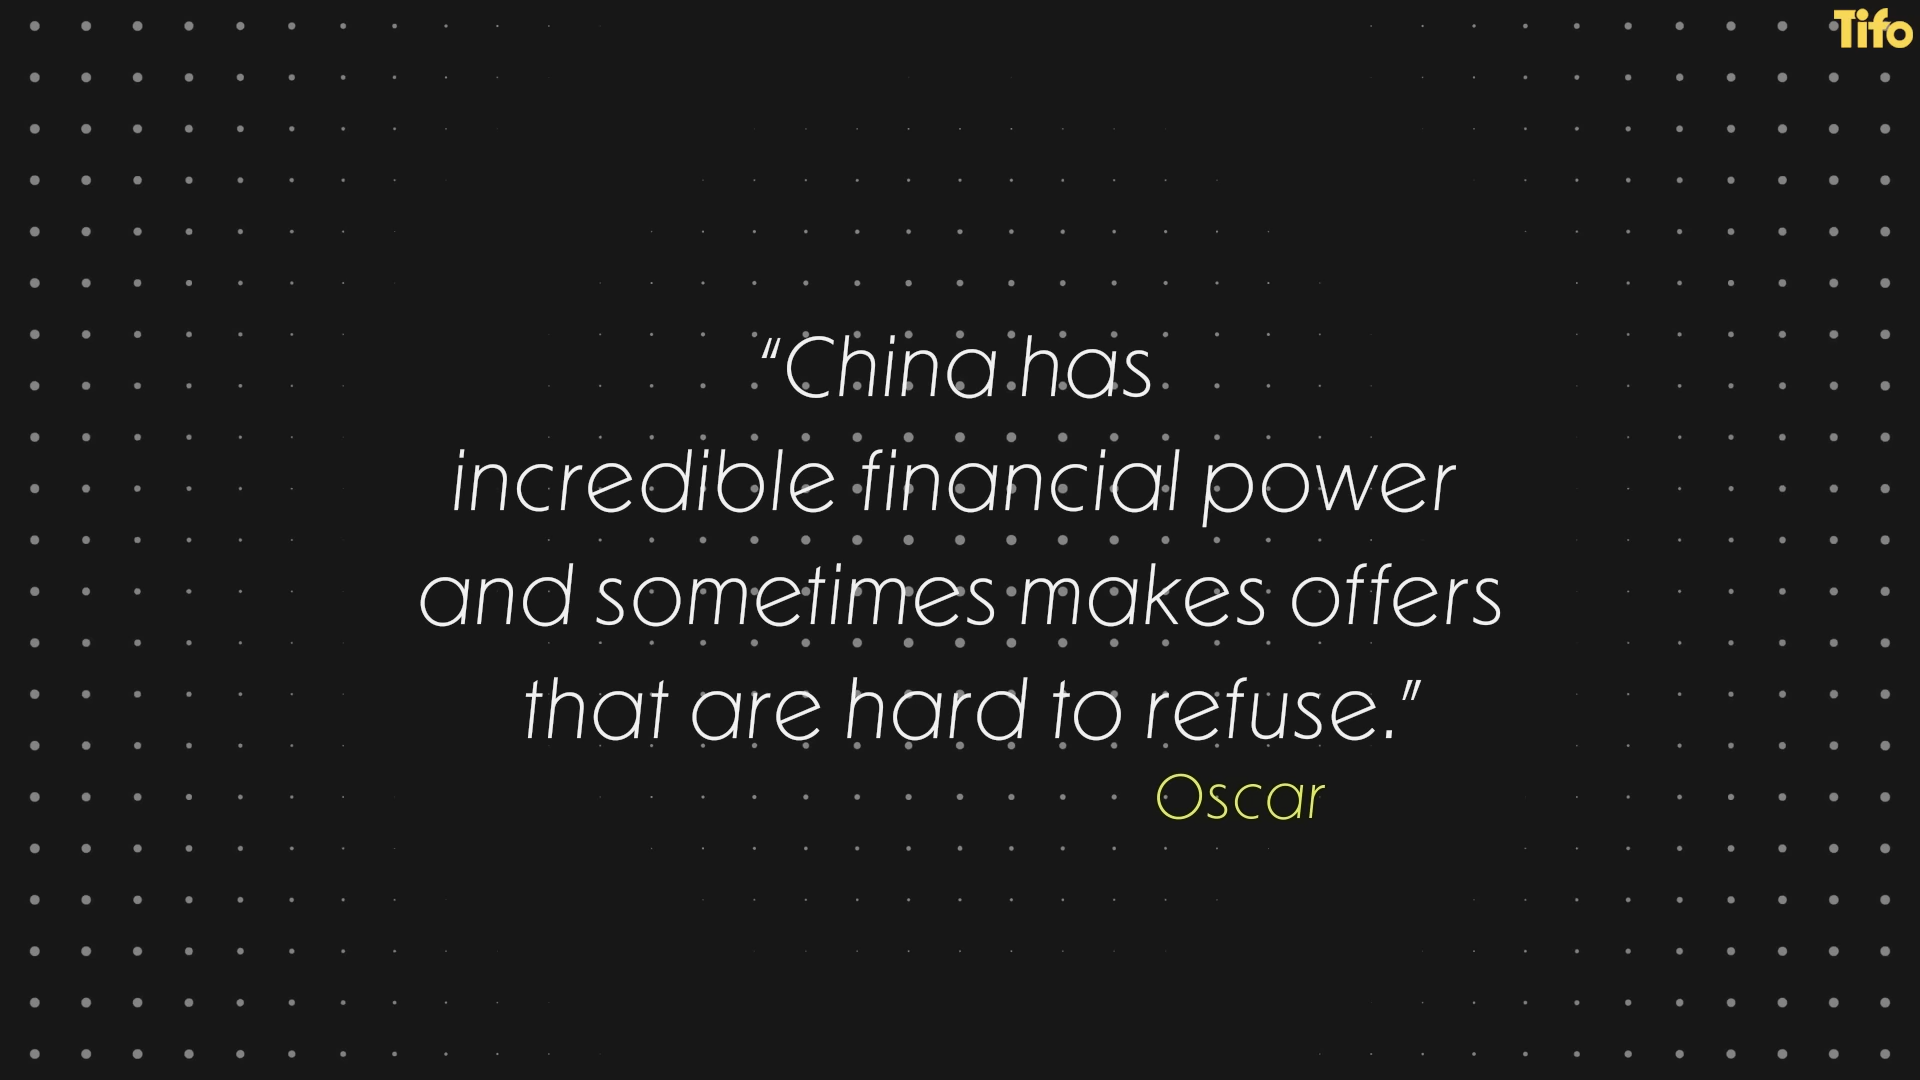 Tifo
“China has
incredible financial power
and sometimes makes offers
that are hard to refuse.”
Oscar